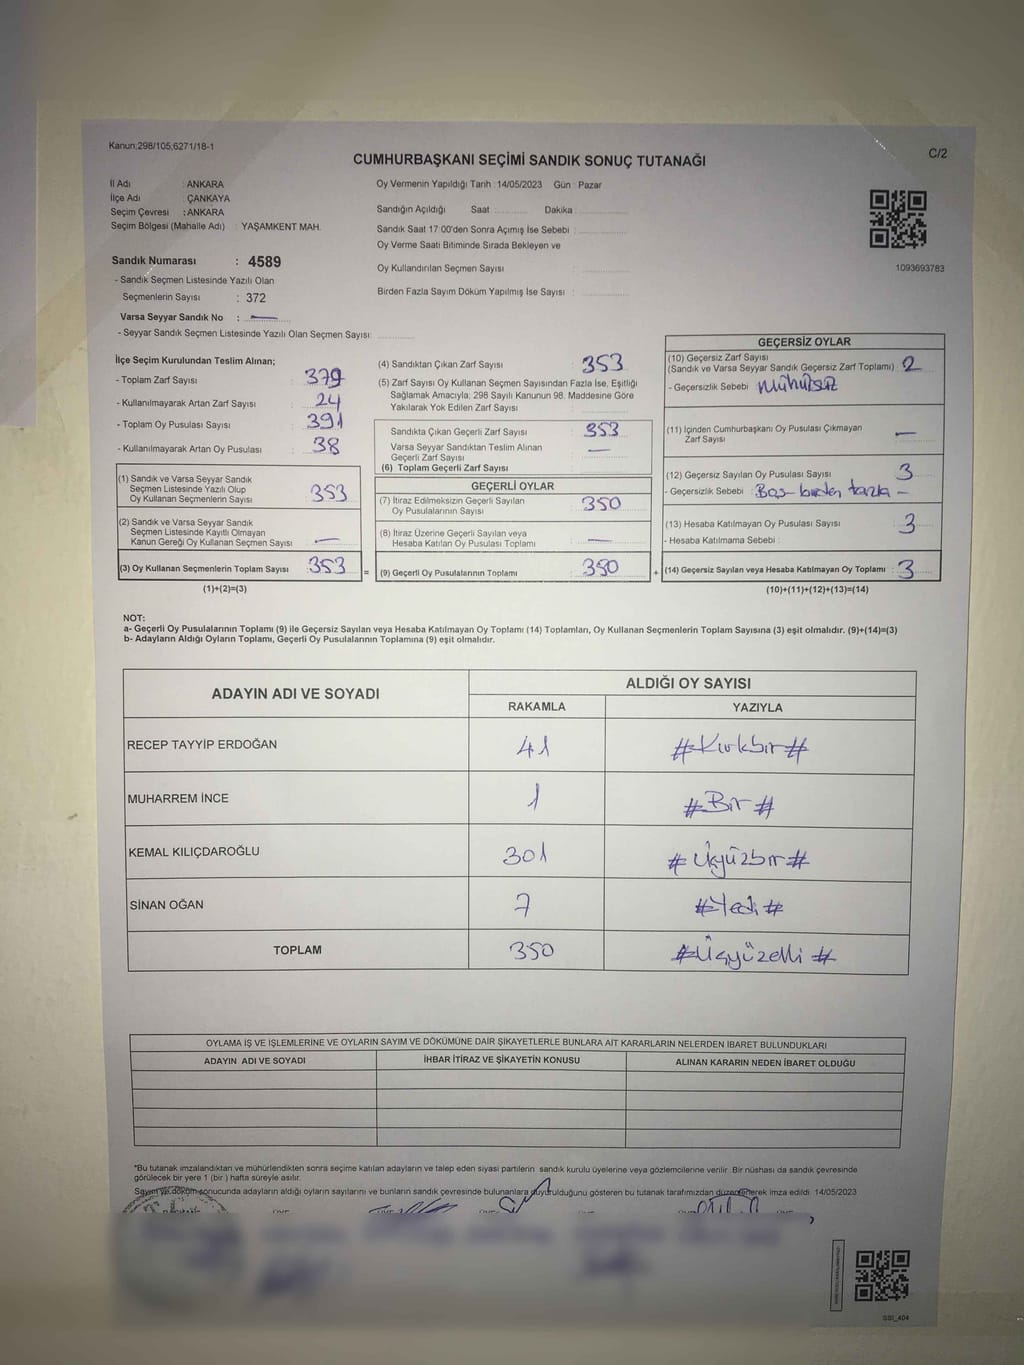 Kanun;298/105;6271/18-1
C/2
CUMHURBAŞKANI SEÇİMİ SANDIK SONUÇ TUTANAĞI
İl Adı : ANKARA
İlçe Adı : ÇANKAYA
Seçim Çevresi : ANKARA
Seçim Bölgesi (Mahalle Adı) : YAŞAMKENT MAH.
Sandık Numarası : 4589
- Sandık Seçmen Listesinde Yazılı Olan
Seçmenlerin Sayısı : 372
Varsa Seyyar Sandık No : —
- Seyyar Sandık Seçmen Listesinde Yazılı Olan Seçmen Sayısı:
Oy Vermenin Yapıldığı Tarih :14/05/2023 Gün : Pazar
Sandığın Açıldığı Saat : Dakika :
Sandık Saat 17:00'den Sonra Açımış İse Sebebi :
Oy Verme Saati Bitiminde Sırada Bekleyen ve
Oy Kullandırılan Seçmen Sayısı :
Birden Fazla Sayım Döküm Yapılmış İse Sayısı :
1093693783
İlçe Seçim Kurulundan Teslim Alınan;
- Toplam Zarf Sayısı : 379
- Kullanılmayarak Artan Zarf Sayısı : 24
- Toplam Oy Pusulası Sayısı : 391
- Kullanılmayarak Artan Oy Pusulası : 38
(1) Sandık ve Varsa Seyyar Sandık
Seçmen Listesinde Yazılı Olup
Oy Kullanan Seçmenlerin Sayısı : 353
(2) Sandık ve Varsa Seyyar Sandık
Seçmen Listesinde Kayıtlı Olmayan
Kanun Gereği Oy Kullanan Seçmen Sayısı : —
(3) Oy Kullanan Seçmenlerin Toplam Sayısı : 353
(1)+(2)=(3)
=
(4) Sandıktan Çıkan Zarf Sayısı : 353
(5) Zarf Sayısı Oy Kullanan Seçmen Sayısından Fazla İse, Eşitliği
Sağlamak Amacıyla; 298 Sayılı Kanunun 98. Maddesine Göre
Yakılarak Yok Edilen Zarf Sayısı :
Sandıkta Çıkan Geçerli Zarf Sayısı : 353
Varsa Seyyar Sandıktan Teslim Alınan
Geçerli Zarf Sayısı : —
(6) Toplam Geçerli Zarf Sayısı :
GEÇERLİ OYLAR
(7) İtiraz Edilmeksizin Geçerli Sayılan
Oy Pusulalarının Sayısı : 350
(8) İtiraz Üzerine Geçerli Sayılan veya
Hesaba Katılan Oy Pusulası Toplamı : —
(9) Geçerli Oy Pusulalarının Toplamı : 350
+
GEÇERSİZ OYLAR
(10) Geçersiz Zarf Sayısı
(Sandık ve Varsa Seyyar Sandık Geçersiz Zarf Toplamı) : 2
- Geçersizlik Sebebi : Mühürsüz
(11) İçinden Cumhurbaşkanı Oy Pusulası Çıkmayan
Zarf Sayısı : —
(12) Geçersiz Sayılan Oy Pusulası Sayısı : 3
- Geçersizlik Sebebi : Boş- birden fazla -
(13) Hesaba Katılmayan Oy Pusulası Sayısı : 3
- Hesaba Katılmama Sebebi :
(14) Geçersiz Sayılan veya Hesaba Katılmayan Oy Toplamı : 3
(10)+(11)+(12)+(13)=(14)
NOT:
a- Geçerli Oy Pusulalarının Toplamı (9) ile Geçersiz Sayılan veya Hesaba Katılmayan Oy Toplamı (14) Toplamları, Oy Kullanan Seçmenlerin Toplam Sayısına (3) eşit olmalıdır. (9)+(14)=(3)
b- Adayların Aldığı Oyların Toplamı, Geçerli Oy Pusulalarının Toplamına (9) eşit olmalıdır.
ADAYIN ADI VE SOYADI ALDIĞI OY SAYISI
RAKAMLA YAZIYLA
RECEP TAYYİP ERDOĞAN 41 #Kırkbir#
MUHARREM İNCE 1 #Bir#
KEMAL KILIÇDAROĞLU 301 #Üçyüzbir#
SİNAN OĞAN 7 #Yedi#
TOPLAM 350 #Üçyüzelli#
OYLAMA İŞ VE İŞLEMLERİNE VE OYLARIN SAYIM VE DÖKÜMÜNE DAİR ŞİKAYETLERLE BUNLARA AİT KARARLARIN NELERDEN İBARET BULUNDUKLARI
ADAYIN ADI VE SOYADI İHBAR İTİRAZ VE ŞİKAYETİN KONUSU ALINAN KARARIN NEDEN İBARET OLDUĞU
*Bu tutanak imzalandıktan ve mühürlendikten sonra seçime katılan adayların ve talep eden siyasi partilerin sandık kurulu üyelerine veya gözlemcilerine verilir. Bir nüshası da sandık çevresinde
görülecek bir yere 1 (bir) hafta süreyle asılır.
Sayım ve döküm sonucunda adayların aldığı oyların sayılarını ve bunların sandık çevresinde bulunanlara duyurulduğunu gösteren bu tutanak tarafımızdan düzenlenerek imza edildi. 14/05/2023
SSİ_404